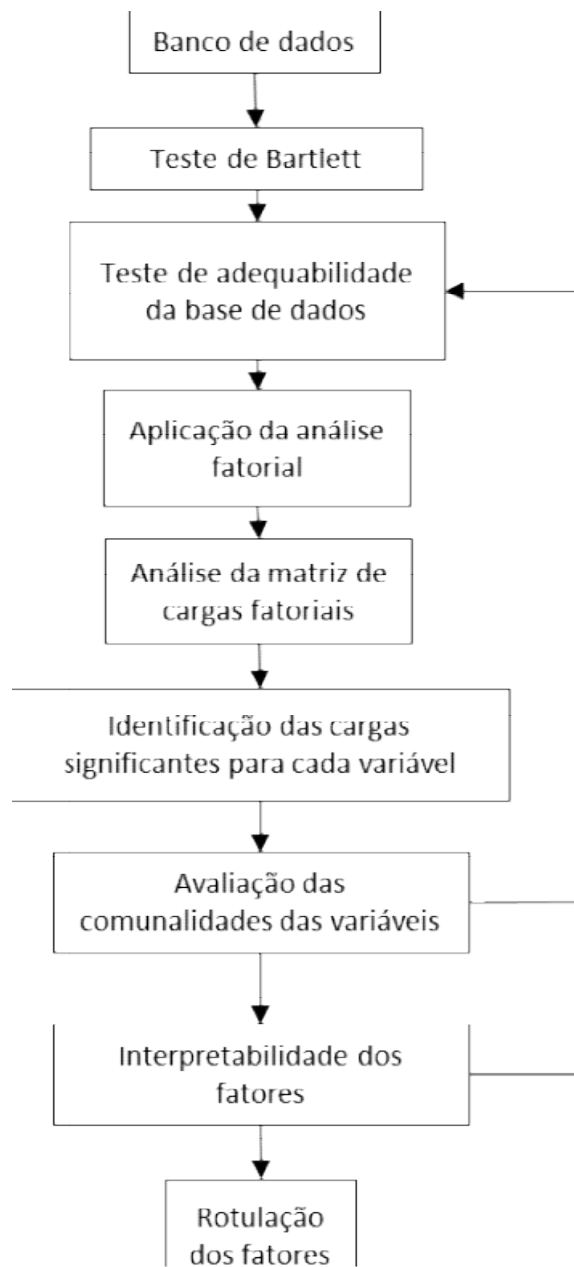 Banco de dados
Teste de Bartlett
Teste de adequabilidade
da base de dados
Aplicação da análise
fatorial
Análise da matriz de
cargas fatoriais
Identificação das cargas
significantes para cada variável
Avaliação das
comunalidades das variáveis
Interpretabilidade dos
fatores
Rotulação
dos fatores